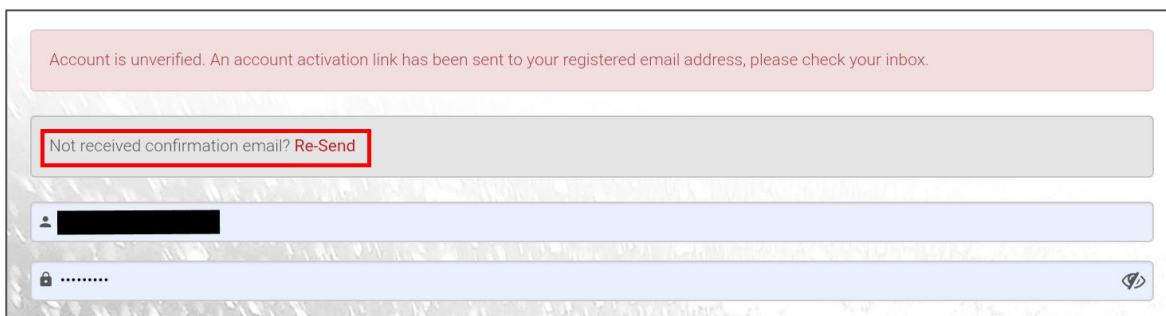 Account is unverified. An account activation link has been sent to your registered email address, please check your inbox.
Not received confirmation email? Re-Send
•••••••••